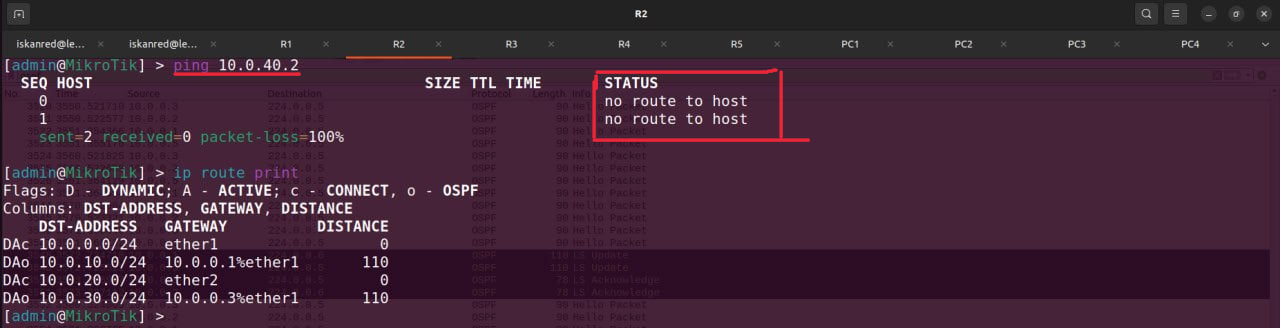 R2
iskanred@le... × iskanred@le... × R1 × R2 × R3 × R4 × R5 × PC1 × PC2 × PC3 × PC4 ×
[admin@MikroTik] > ping 10.0.40.2
SEQ HOST SIZE TTL TIME STATUS
0 no route to host
1 no route to host
sent=2 received=0 packet-loss=100%
[admin@MikroTik] > ip route print
Flags: D - DYNAMIC; A - ACTIVE; c - CONNECT, o - OSPF
Columns: DST-ADDRESS, GATEWAY, DISTANCE
DST-ADDRESS GATEWAY DISTANCE
DAc 10.0.0.0/24 ether1 0
DAo 10.0.10.0/24 10.0.0.1%ether1 110
DAc 10.0.20.0/24 ether2 0
DAo 10.0.30.0/24 10.0.0.3%ether1 110
[admin@MikroTik] >